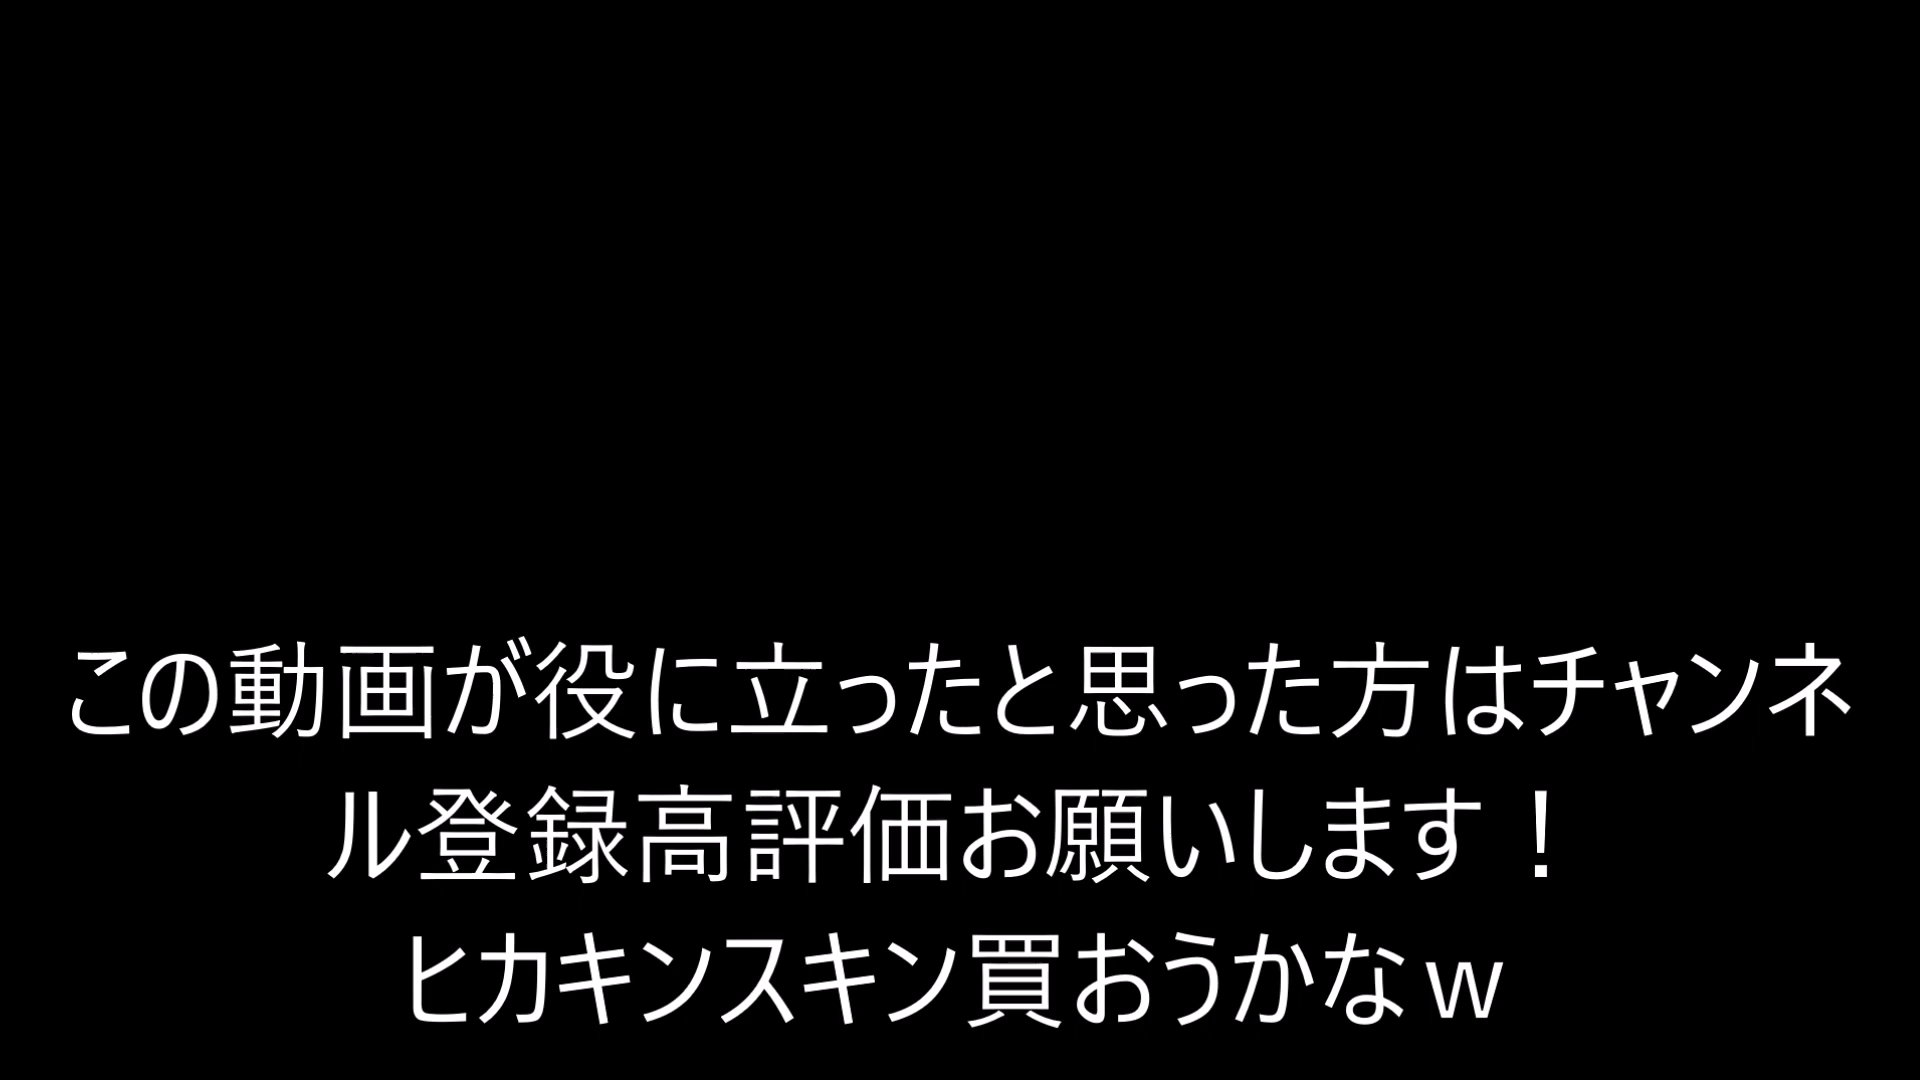 この動画が役に立ったと思った方はチャンネ
ル登録高評価お願いします！
ヒカキンスキン買おうかなｗ